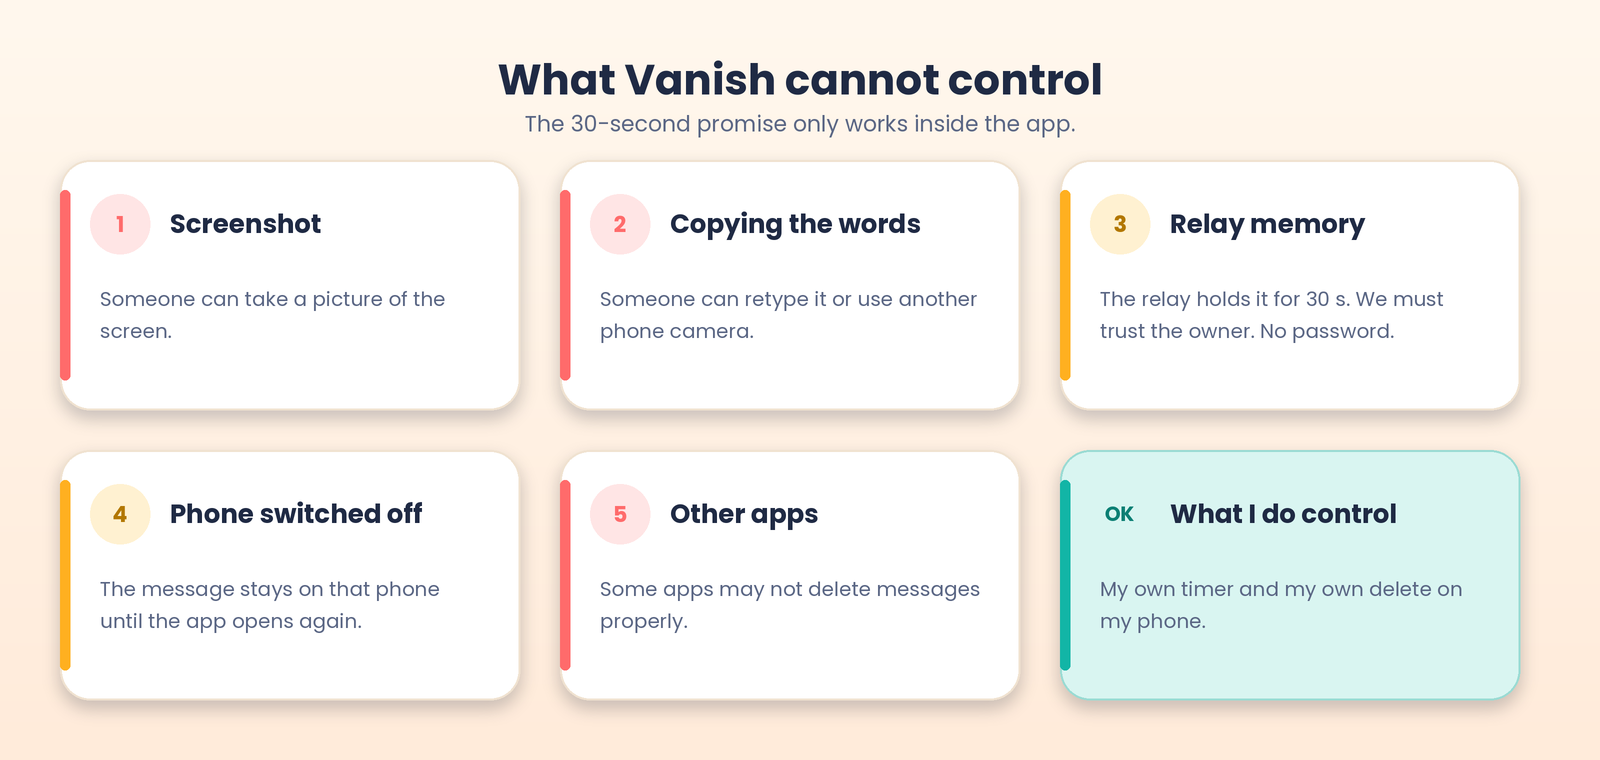 What Vanish cannot control
The 30-second promise only works inside the app.
1
Screenshot
Someone can take a picture of the
screen.
2
Copying the words
Someone can retype it or use another
phone camera.
3
Relay memory
The relay holds it for 30 s. We must
trust the owner. No password.
4
Phone switched off
The message stays on that phone
until the app opens again.
5
Other apps
Some apps may not delete messages
properly.
OK
What I do control
My own timer and my own delete on
my phone.